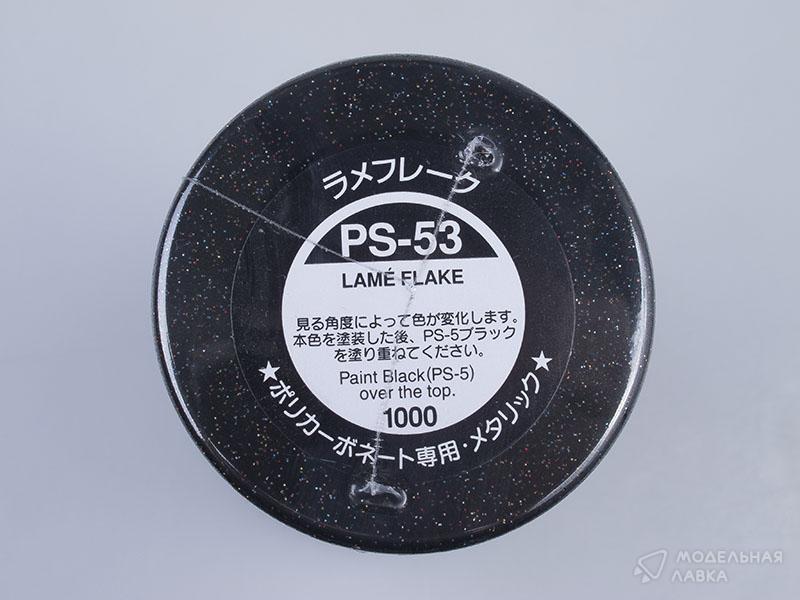 ラメフレーク
PS-53
LAMÉ FLAKE
見る角度によって色が変化します。
本色を塗装した後、PS-5ブラック
を塗り重ねてください。
Paint Black(PS-5)
over the top.
1000
★ポリカーボネート専用・メタリック★
МОДЕЛЬНАЯ
ЛАВКА